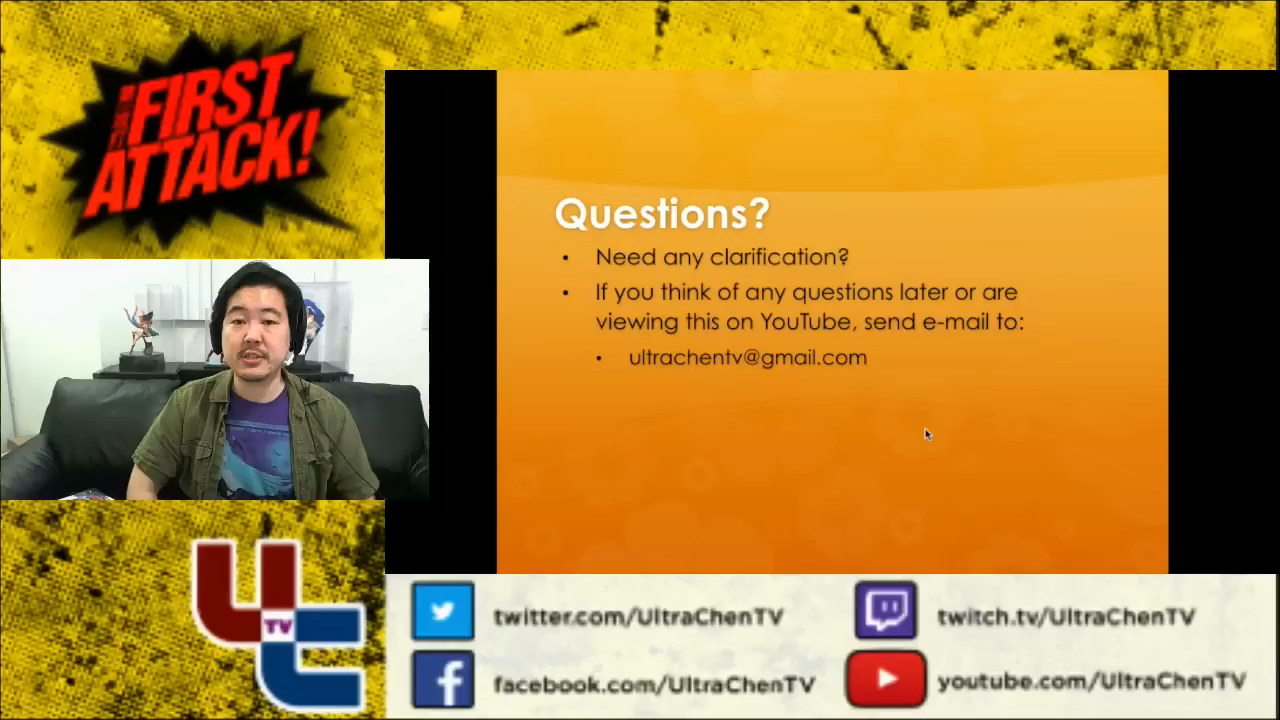 FIRST
ATTACK!
Questions?
• Need any clarification?
• If you think of any questions later or are
viewing this on YouTube, send e-mail to:
• ultrachentv@gmail.com
UC
TV
twitter.com/UltraChenTV
twitch.tv/UltraChenTV
facebook.com/UltraChenTV
youtube.com/UltraChenTV